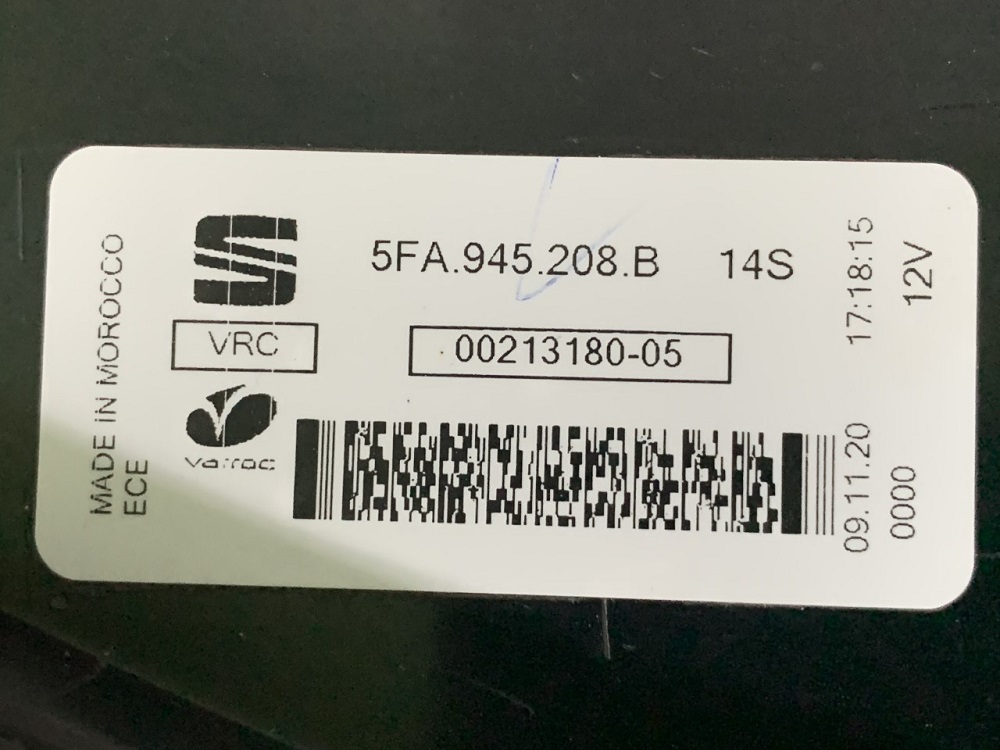 MADE IN MOROCCO
ECE
VRC
varroc
5FA.945.208.B 14S
00213180-05
17:18:15
12V
09.11.20
0000